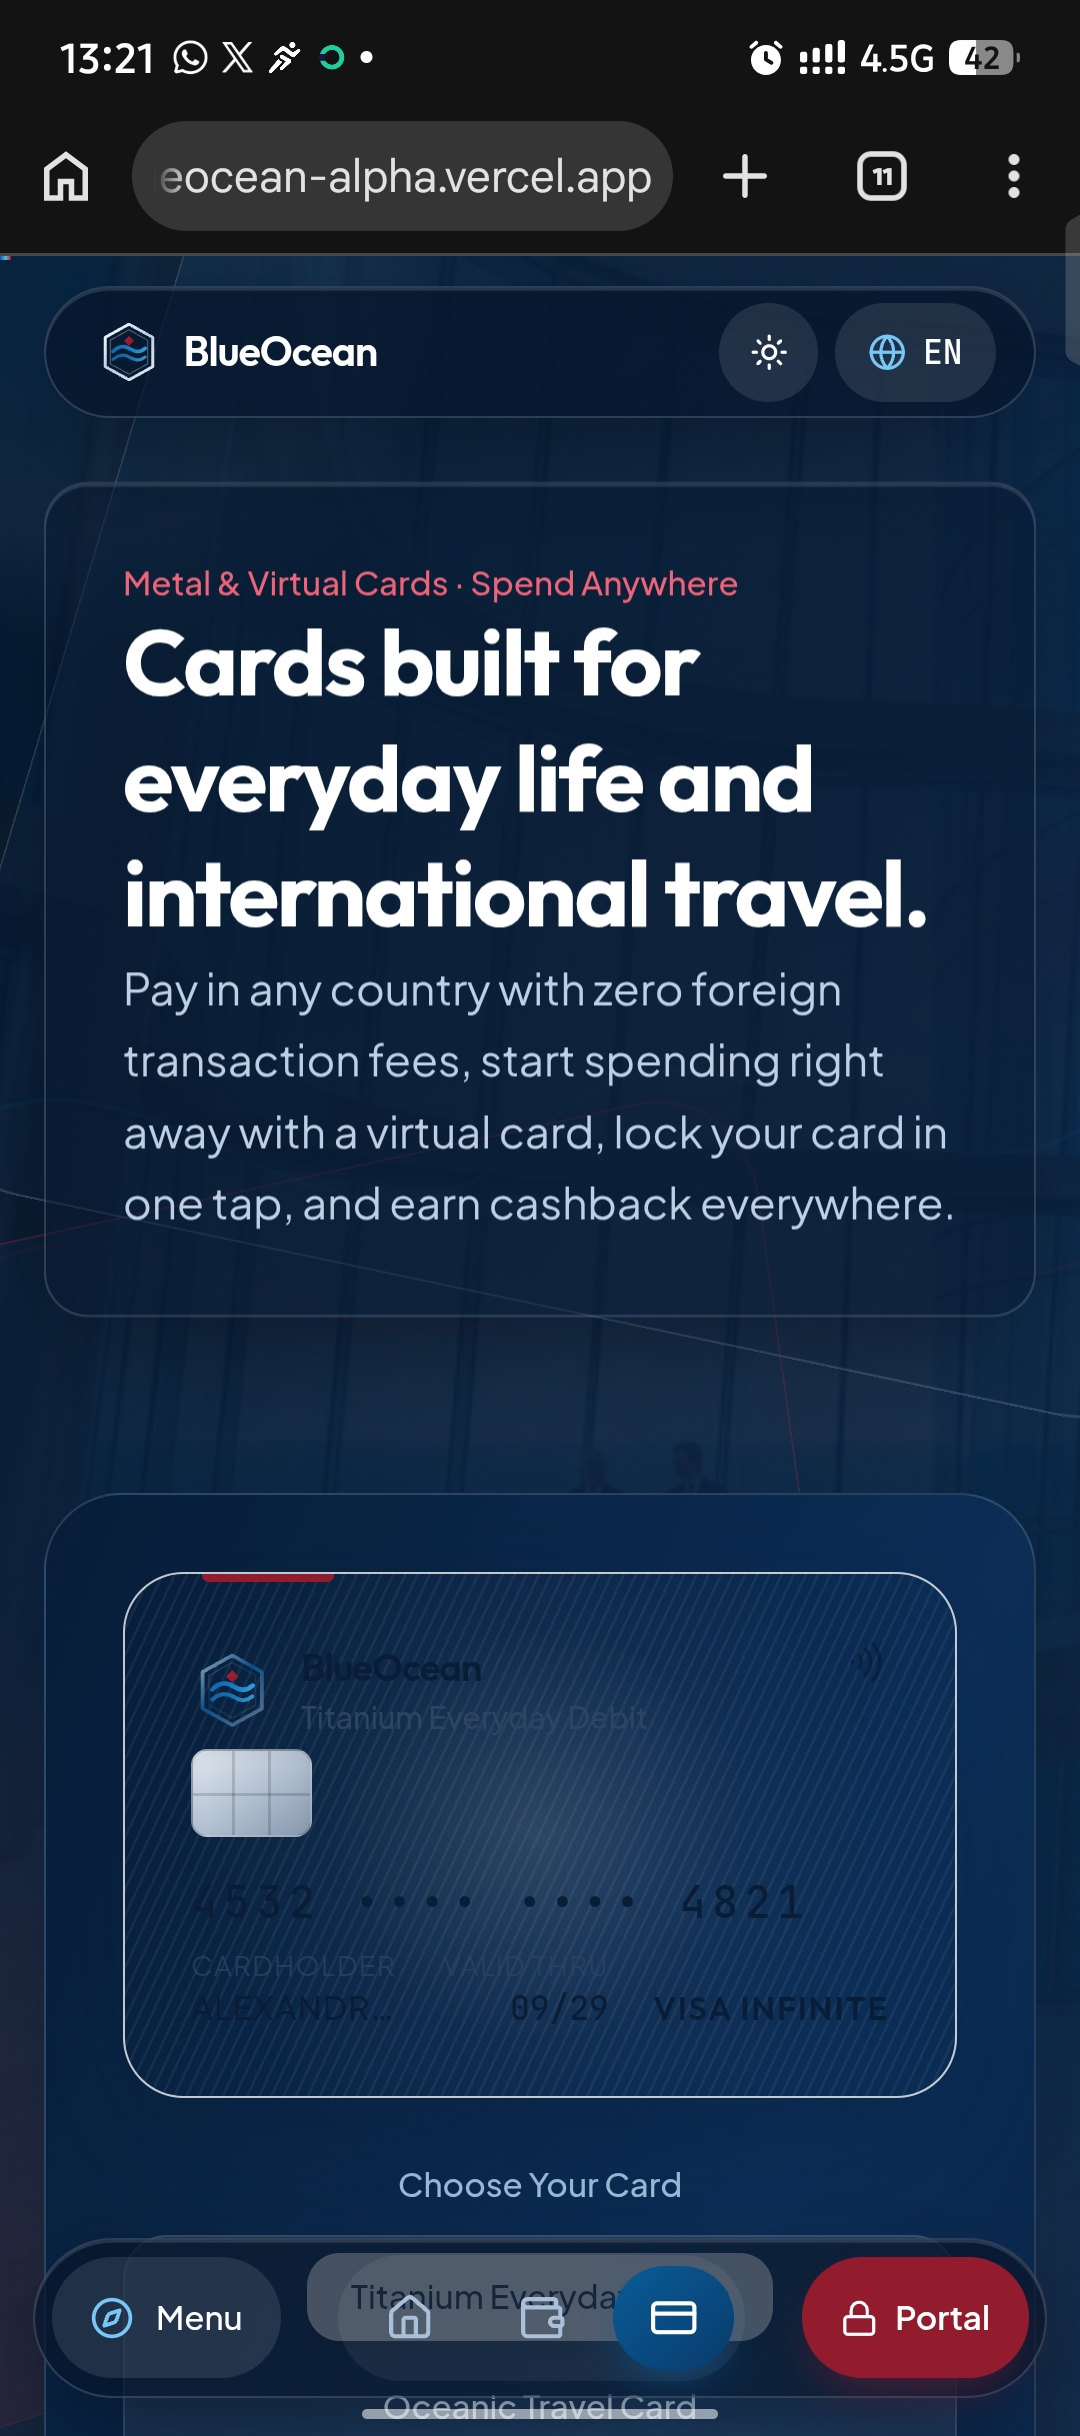 13:21
4.5G
42
eocean-alpha.vercel.app
11
BlueOcean
EN
Metal & Virtual Cards · Spend Anywhere
Cards built for
everyday life and
international travel.
Pay in any country with zero foreign
transaction fees, start spending right
away with a virtual card, lock your card in
one tap, and earn cashback everywhere.
BlueOcean
Titanium Everyday Debit
4532 •••• •••• 4821
CARDHOLDER VALID THRU
ALEXANDR... 09/29 VISA INFINITE
Choose Your Card
Titanium Everyday
Menu
Portal
Oceanic Travel Card